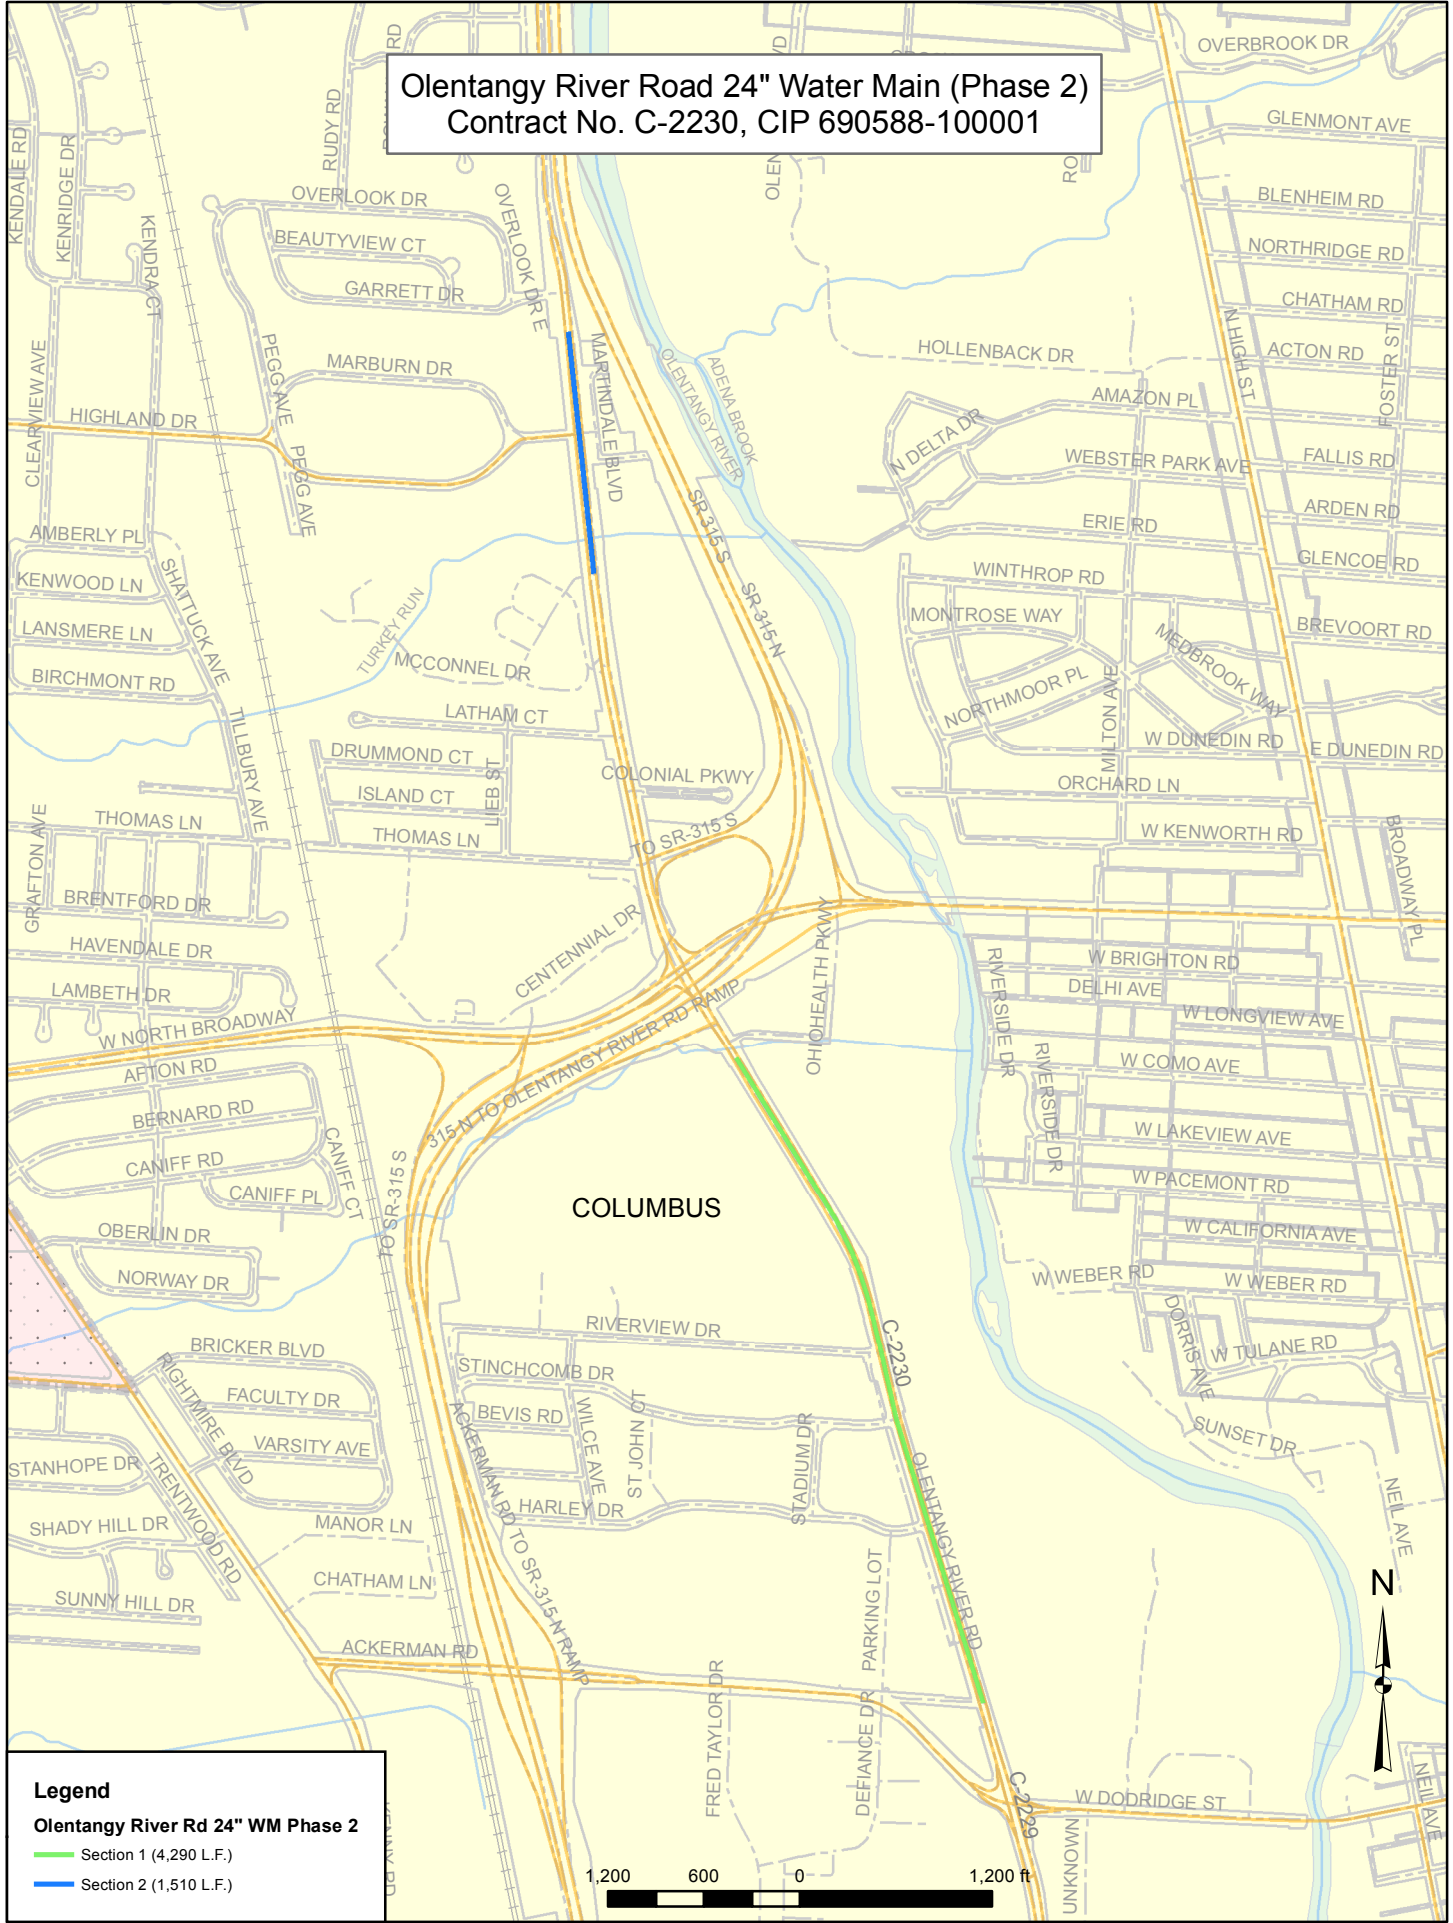 Olentangy River Road 24" Water Main (Phase 2)
Contract No. C-2230, CIP 690588-100001
OVERBROOK DR
GLENMONT AVE
BLENHEIM RD
NORTHRIDGE RD
CHATHAM RD
ACTON RD
FOSTER ST
N HIGH ST
FALLIS RD
ARDEN RD
GLENCOE RD
BREVOORT RD
KENDALE RD
KENRIDGE DR
KENDRA CT
RUDY RD
OVERLOOK DR
BEAUTYVIEW CT
GARRETT DR
OVERLOOK DR E
MARBURN DR
PEGG AVE
PEGG AVE
CLEARVIEW AVE
HIGHLAND DR
MARTINDALE BLVD
OLENTANGY RIVER
ADENA BROOK
HOLLENBACK DR
AMAZON PL
N DELTA DR
WEBSTER PARK AVE
ERIE RD
WINTHROP RD
MONTROSE WAY
MEDBROOK WAY
NORTHMOOR PL
MILTON AVE
W DUNEDIN RD
E DUNEDIN RD
ORCHARD LN
W KENWORTH RD
BROADWAY PL
AMBERLY PL
KENWOOD LN
LANSMERE LN
BIRCHMONT RD
SHATTUCK AVE
TILLBURY AVE
TURKEY RUN
SR-315 S
SR-315 N
MCCONNEL DR
LATHAM CT
DRUMMOND CT
ISLAND CT
LIEB ST
THOMAS LN
THOMAS LN
COLONIAL PKWY
TO SR-315 S
GRAFTON AVE
BRENTFORD DR
HAVENDALE DR
LAMBETH DR
W NORTH BROADWAY
CENTENNIAL DR
OHIOHEALTH PKWY
315 N TO OLENTANGY RIVER RD RAMP
RIVERSIDE DR
RIVERSIDE DR
W BRIGHTON RD
DELHI AVE
W LONGVIEW AVE
W COMO AVE
W LAKEVIEW AVE
W PACEMONT RD
W CALIFORNIA AVE
W WEBER RD
W WEBER RD
DORRIS AVE
W TULANE RD
SUNSET DR
NEIL AVE
AFTON RD
BERNARD RD
CANIFF RD
CANIFF PL
CANIFF CT
OBERLIN DR
NORWAY DR
TO SR-315 S
COLUMBUS
RIVERVIEW DR
STINCHCOMB DR
BEVIS RD
WILCE AVE
ST JOHN CT
STADIUM DR
HARLEY DR
C-2230
OLENTANGY RIVER RD
BRICKER BLVD
FACULTY DR
VARSITY AVE
RIGHTMIRE BLVD
STANHOPE DR
TRENTWOOD RD
SHADY HILL DR
SUNNY HILL DR
MANOR LN
CHATHAM LN
ACKERMAN RD
ACKERMAN RD TO SR-315 N RAMP
PARKING LOT
DEFIANCE DR
FRED TAYLOR DR
C-2229
W DODRIDGE ST
UNKNOWN
NEIL AVE
N
Legend
Olentangy River Rd 24" WM Phase 2
Section 1 (4,290 L.F.)
Section 2 (1,510 L.F.)
1,200 600 0 1,200 ft